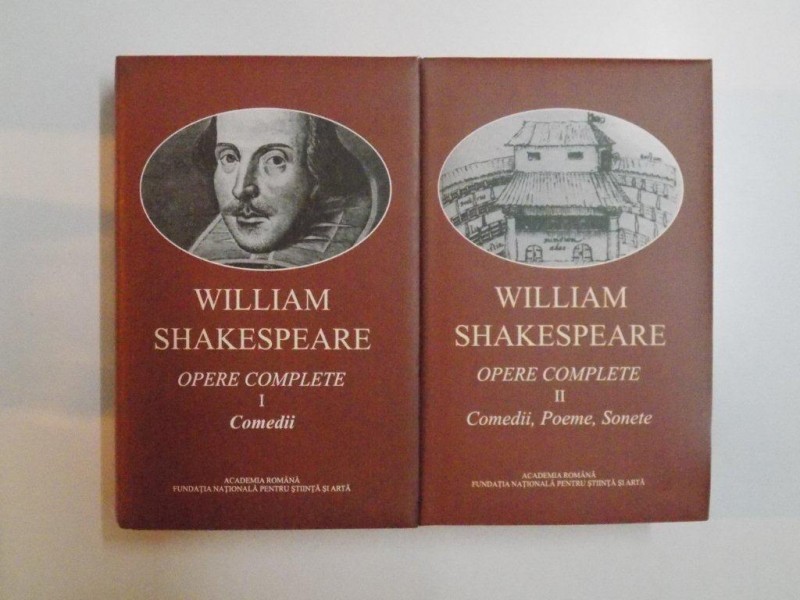 WILLIAM
SHAKESPEARE
OPERE COMPLETE
I
Comedii
ACADEMIA ROMÂNĂ
FUNDAȚIA NAȚIONALĂ PENTRU ȘTIINȚĂ ȘI ARTĂ
WILLIAM
SHAKESPEARE
OPERE COMPLETE
II
Comedii, Poeme, Sonete
ACADEMIA ROMÂNĂ
FUNDAȚIA NAȚIONALĂ PENTRU ȘTIINȚĂ ȘI ARTĂ